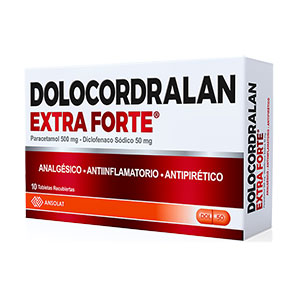 DOLOCORDRALAN
EXTRA FORTE®
Paracetamol 500 mg - Diclofenaco Sódico 50 mg
ANALGÉSICO • ANTIINFLAMATORIO • ANTIPIRÉTICO
10 Tabletas Recubiertas
ANSOLAT
DOLOCORDRALAN
EXTRA FORTE®